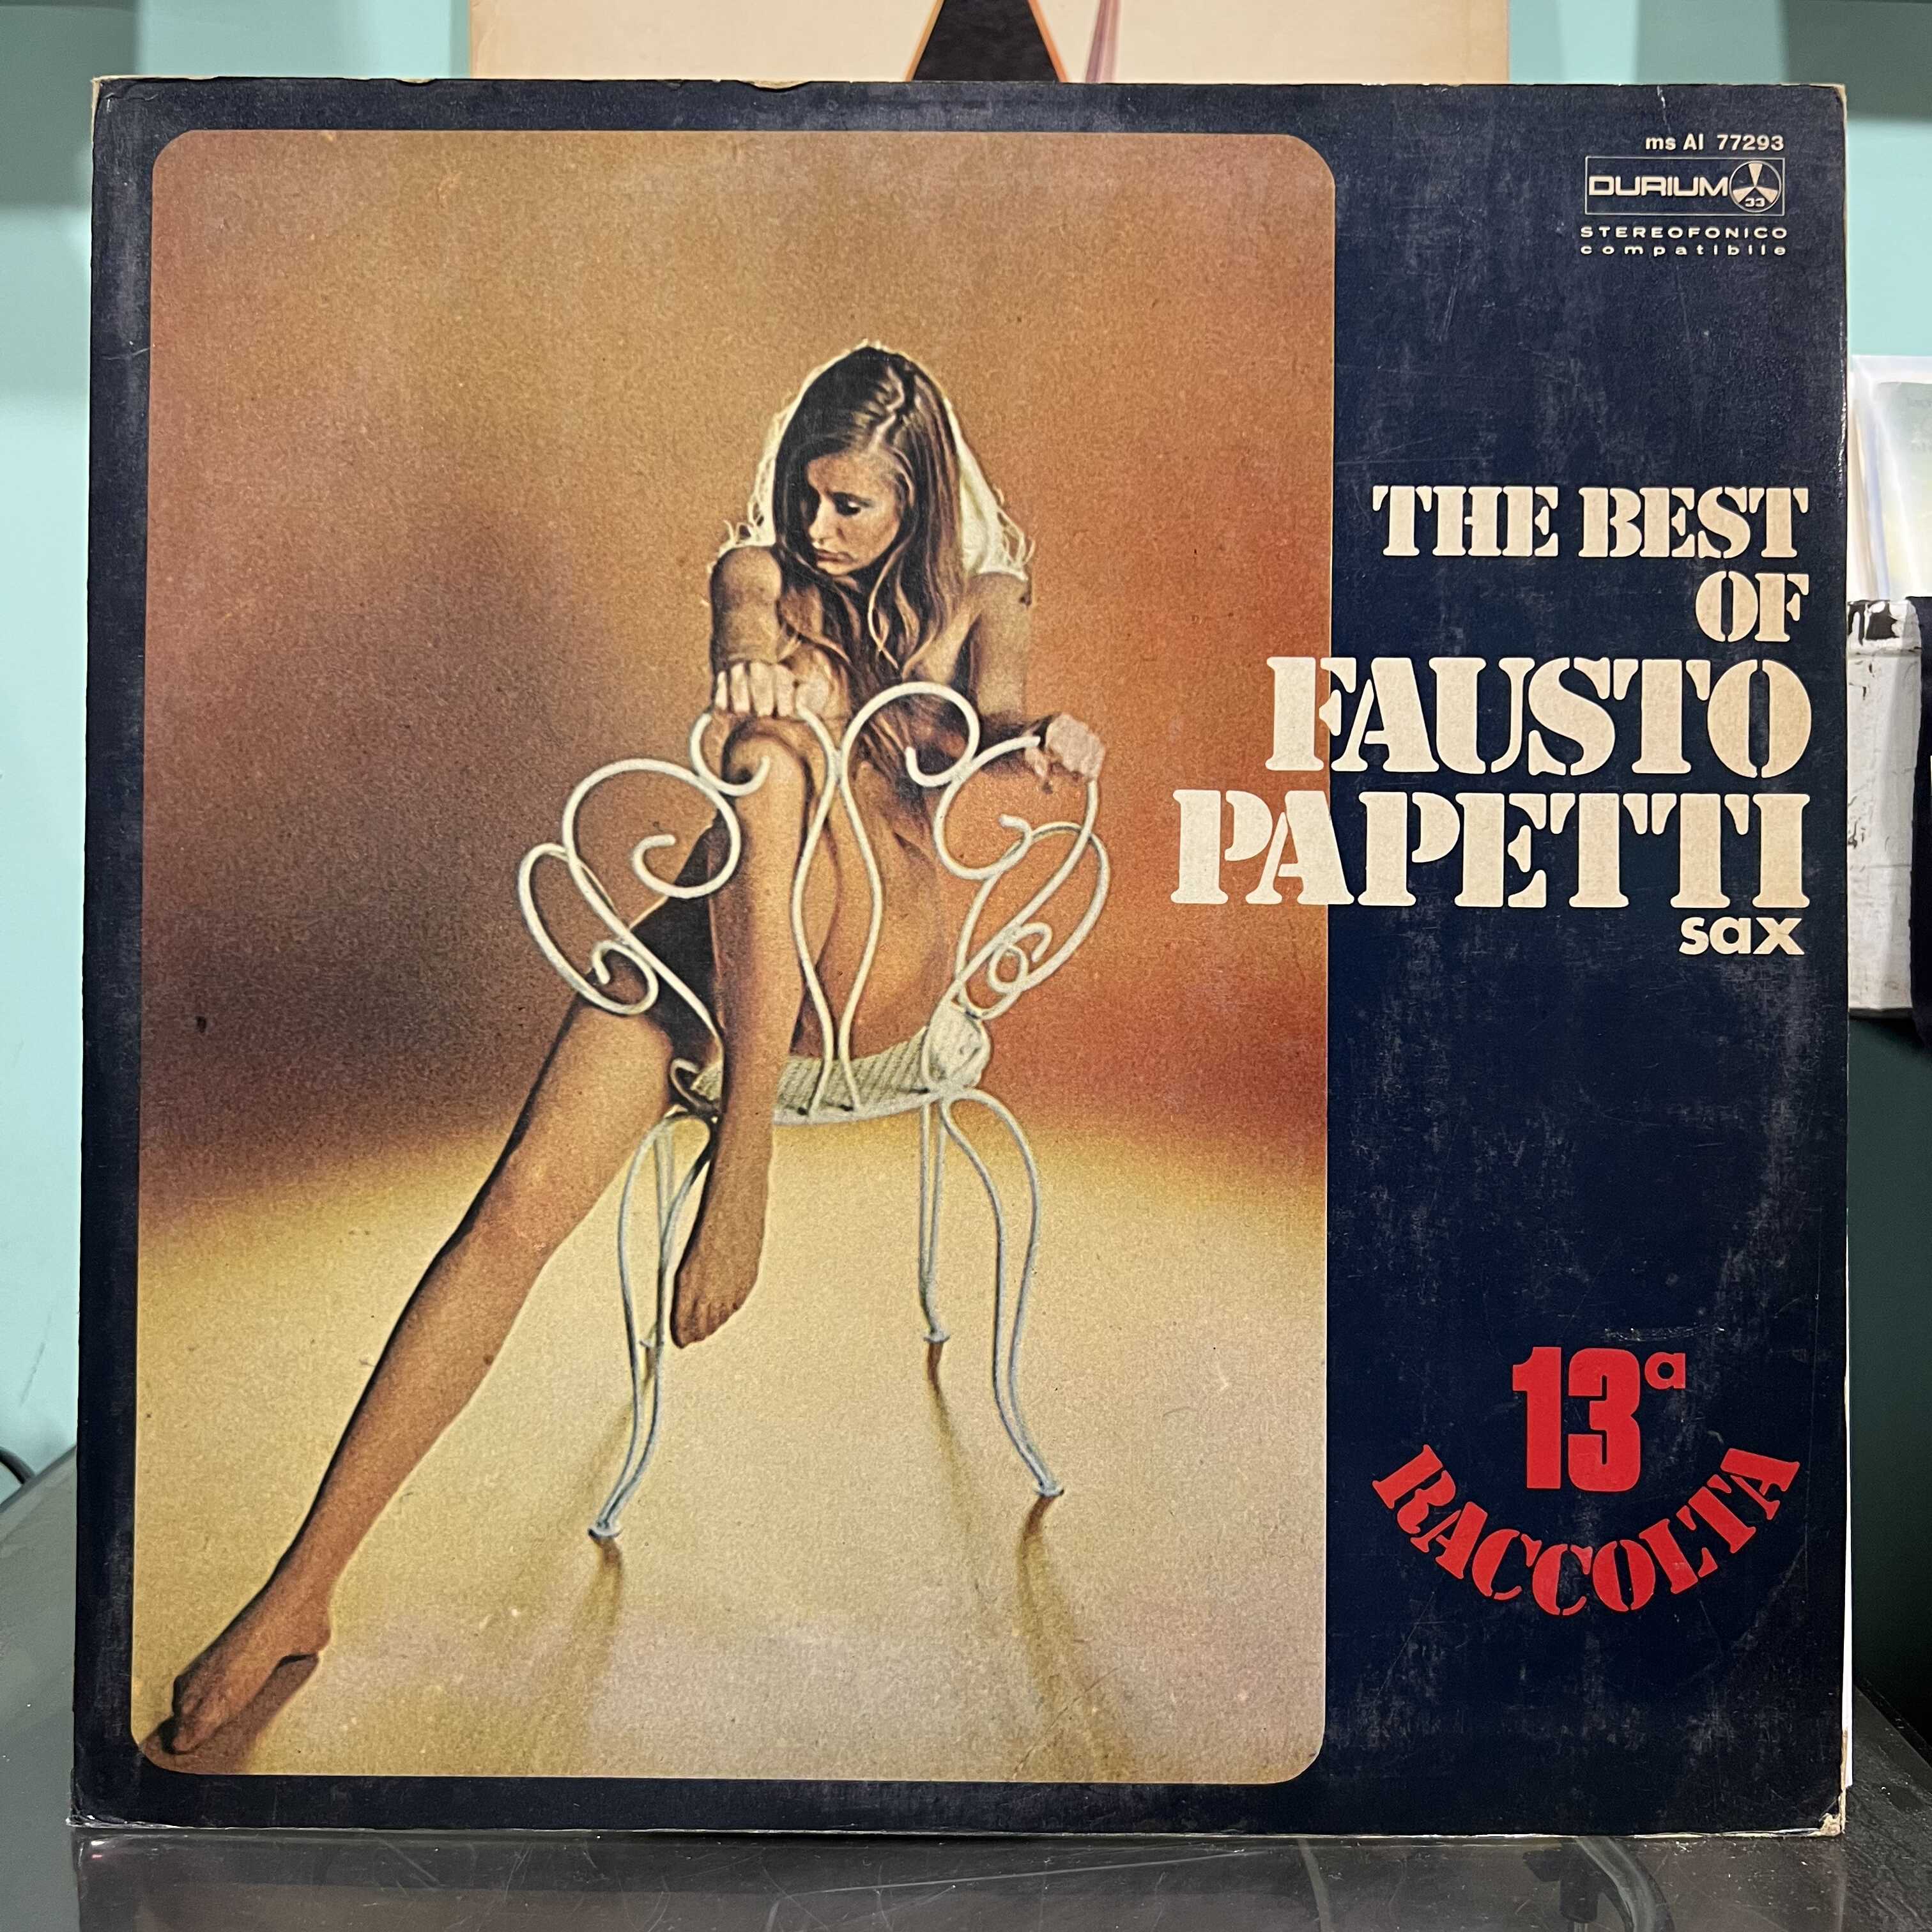 ms AI 77293
DURIUM
33
STEREOFONICO
compatibile
THE BEST
OF
FAUSTO
PAPETTI
sax
13a
RACCOLTA